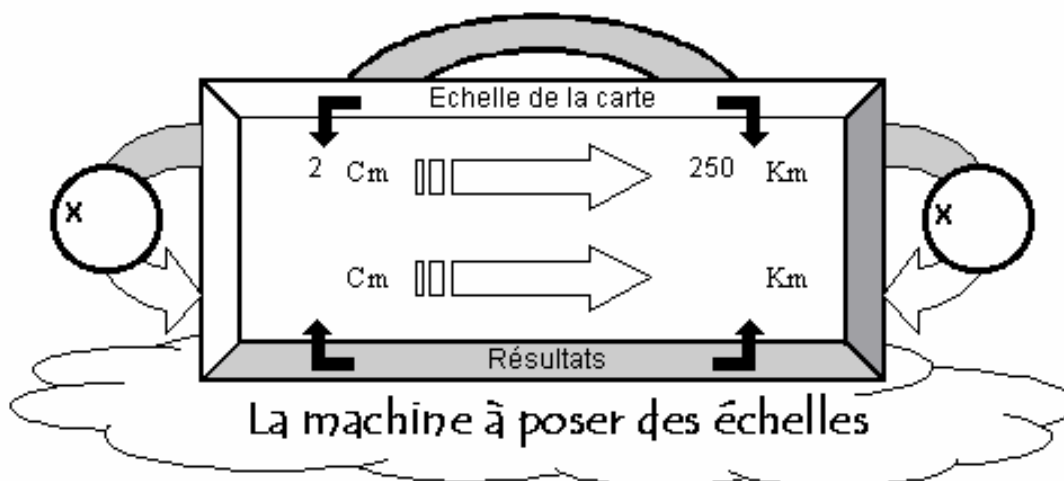 Echelle de la carte
2 Cm 250 Km
x x
Cm Km
Résultats
La machine à poser des échelles